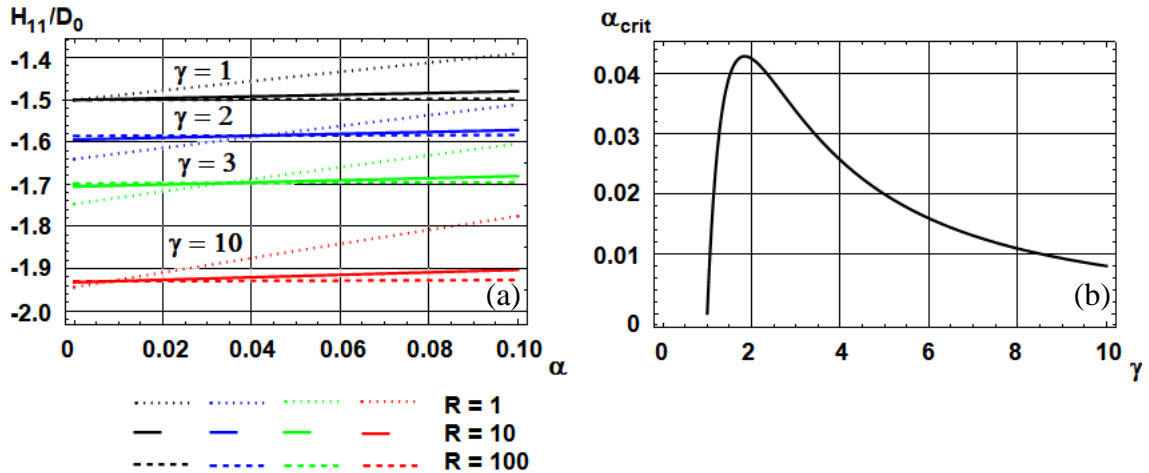 H₁₁/D₀
-1.4
-1.5
-1.6
-1.7
-1.8
-1.9
-2.0
γ = 1
γ = 2
γ = 3
γ = 10
(a)
0 0.02 0.04 0.06 0.08 0.10
α
R = 1
R = 10
R = 100
α_crit
0.04
0.03
0.02
0.01
0
(b)
0 2 4 6 8 10
γ